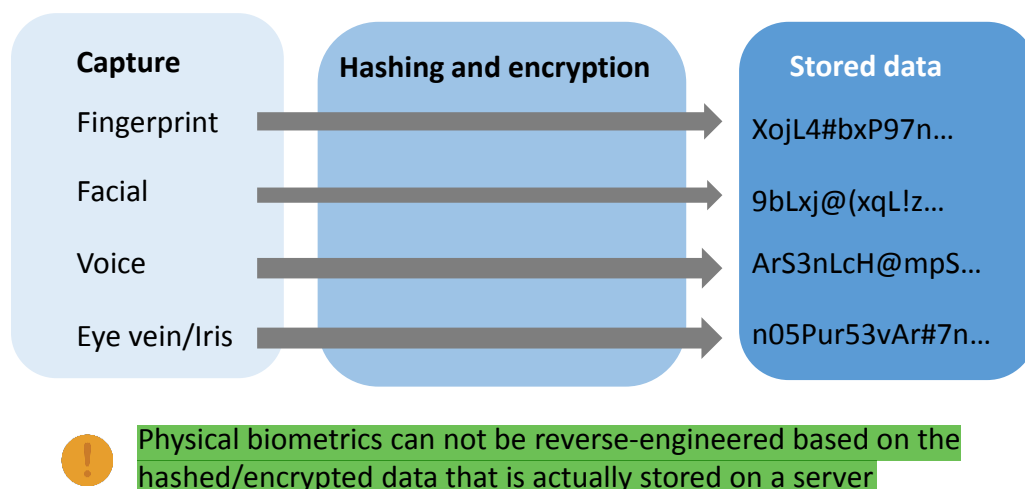 Capture
Hashing and encryption
Stored data
Fingerprint
XojL4#bxP97n…
Facial
9bLxj@(xqL!z…
Voice
ArS3nLcH@mpS…
Eye vein/Iris
n05Pur53vAr#7n…
!
Physical biometrics can not be reverse-engineered based on the
hashed/encrypted data that is actually stored on a server